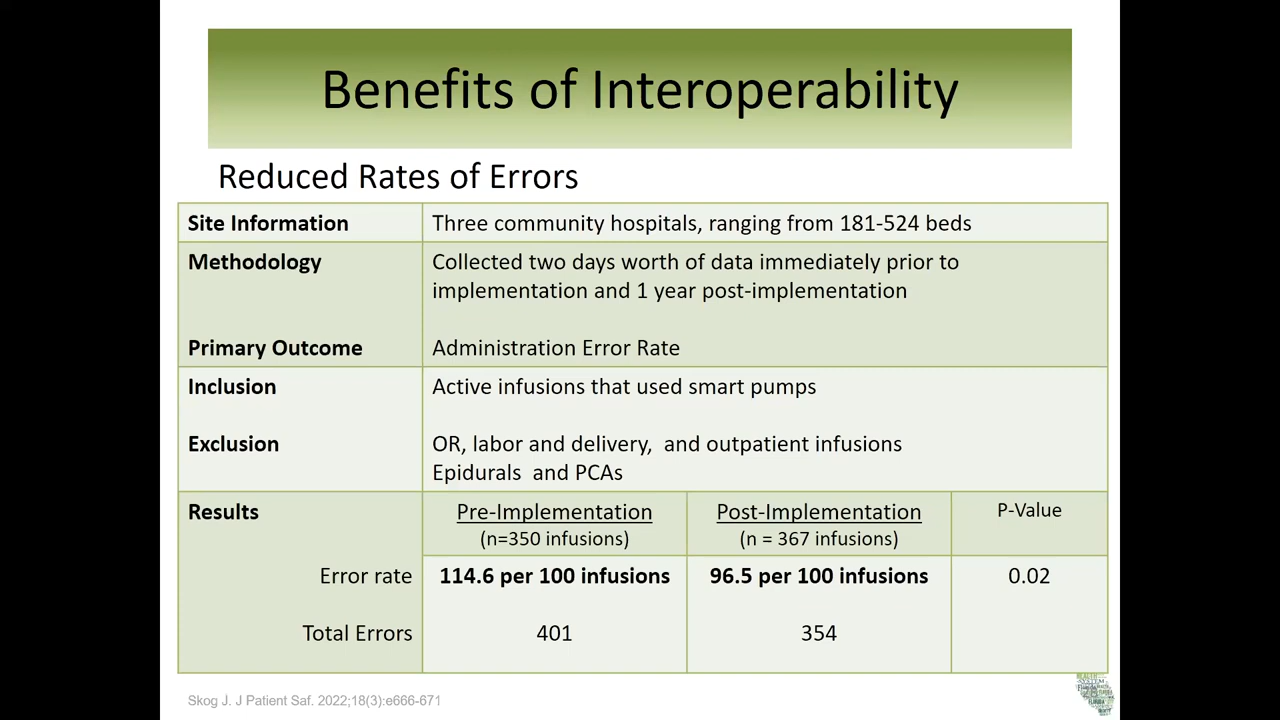 Benefits of Interoperability
Reduced Rates of Errors
Site Information
Three community hospitals, ranging from 181-524 beds
Methodology
Collected two days worth of data immediately prior to
implementation and 1 year post-implementation
Primary Outcome
Administration Error Rate
Inclusion
Active infusions that used smart pumps
Exclusion
OR, labor and delivery,  and outpatient infusions
Epidurals  and PCAs
Results
Pre-Implementation
(n=350 infusions)
Post-Implementation
(n = 367 infusions)
P-Value
Error rate
114.6 per 100 infusions
96.5 per 100 infusions
0.02
Total Errors
401
354
Skog J. J Patient Saf. 2022;18(3):e666-671
HEALTH
SYSTEM